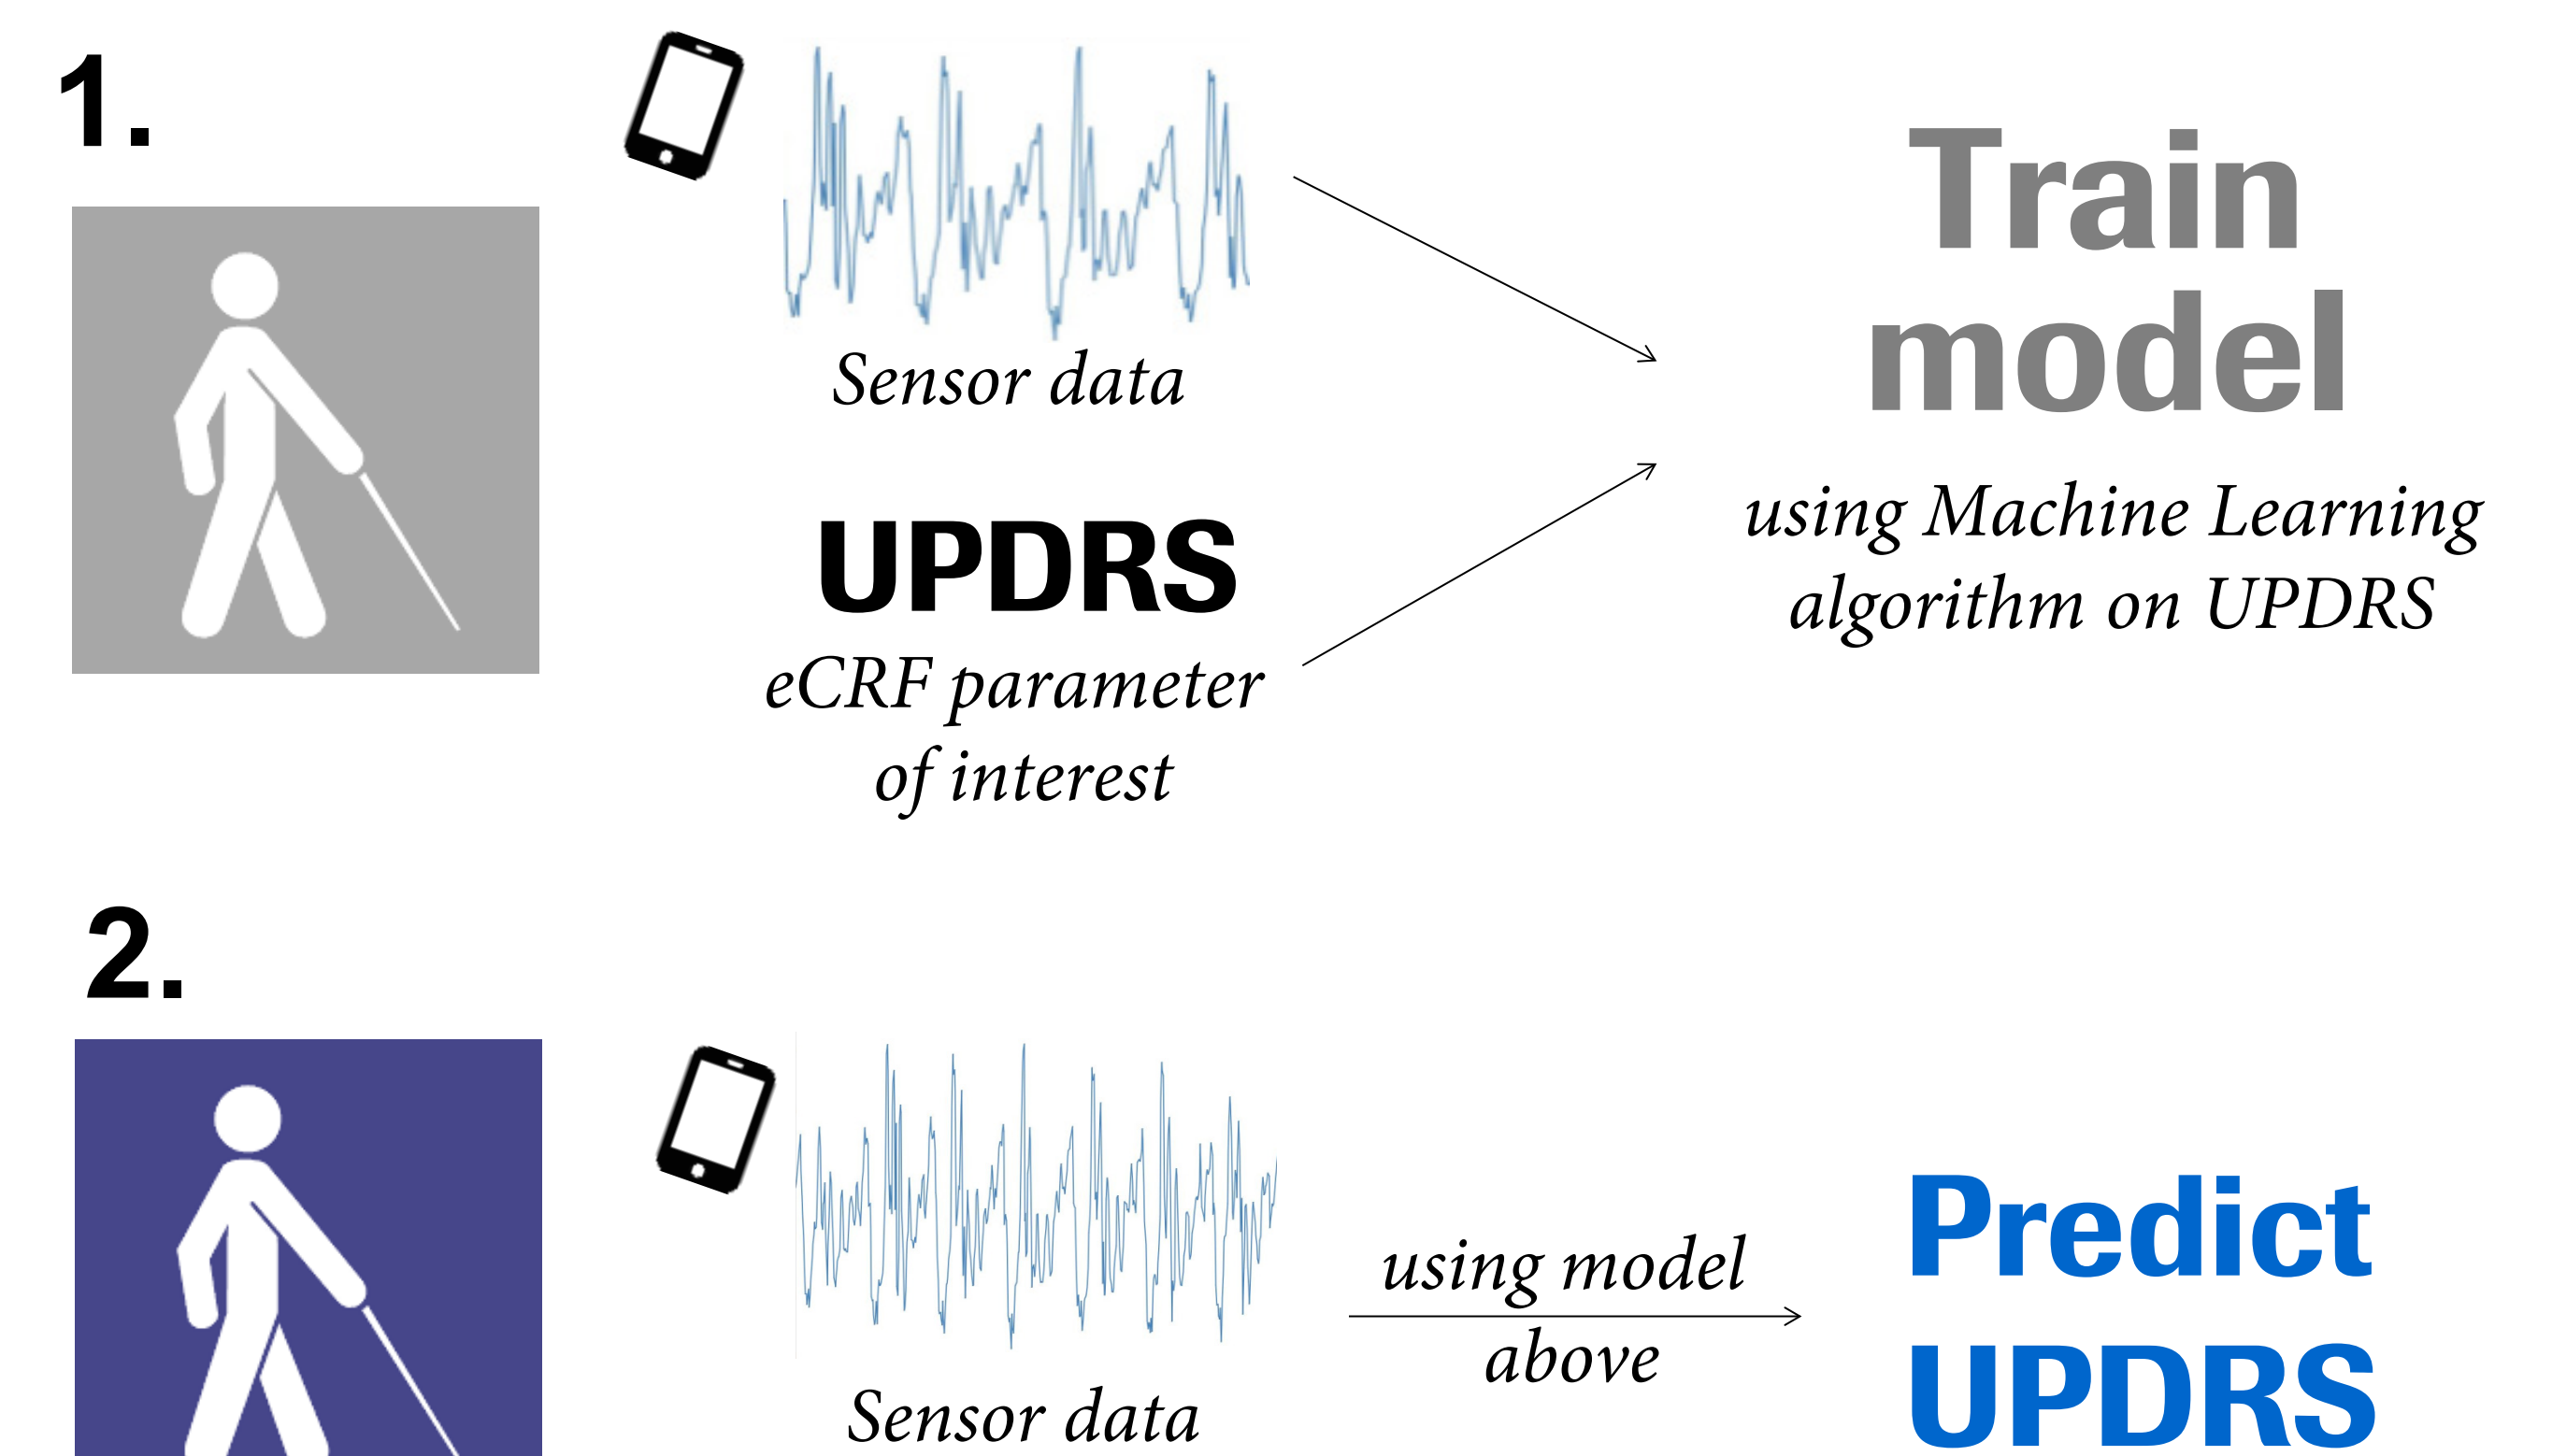 1.
Sensor data
UPDRS
eCRF parameter
of interest
Train
model
using Machine Learning
algorithm on UPDRS
2.
Sensor data
using model
above
Predict
UPDRS